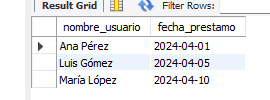 Result Grid Filter Rows:
nombre_usuario fecha_prestamo
Ana Pérez 2024-04-01
Luis Gómez 2024-04-05
María López 2024-04-10